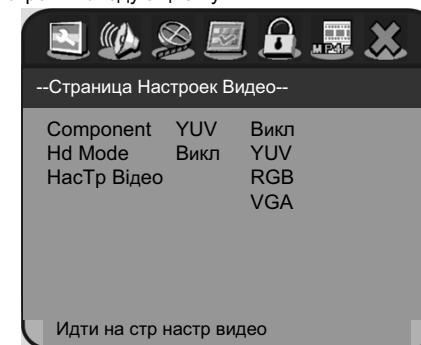 MP4Г
--Страница Настроек Видео--
Component YUV Викл
Hd Mode Викл YUV
НасТр Відео RGB
VGA
Идти на стр настр видео